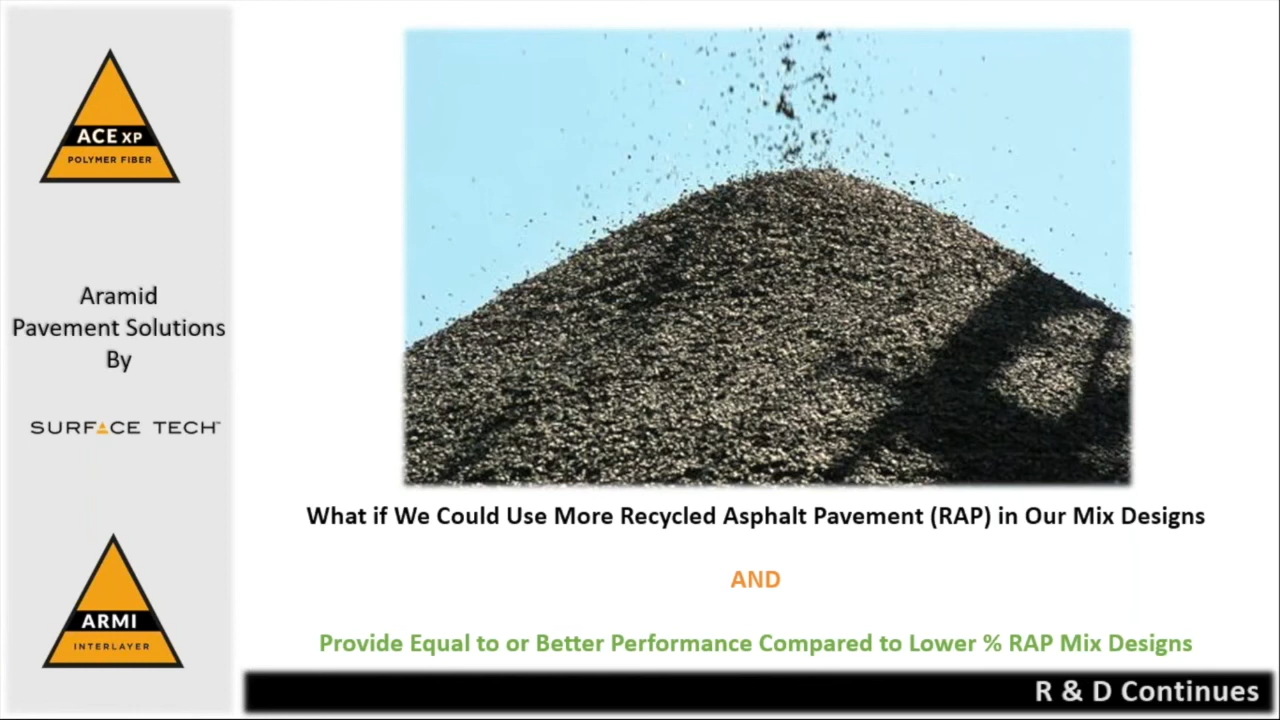 ACE XP
POLYMER FIBER
Aramid
Pavement Solutions
By
SURFACE TECH
ARMI
INTERLAYER
What if We Could Use More Recycled Asphalt Pavement (RAP) in Our Mix Designs
AND
Provide Equal to or Better Performance Compared to Lower % RAP Mix Designs
R & D Continues